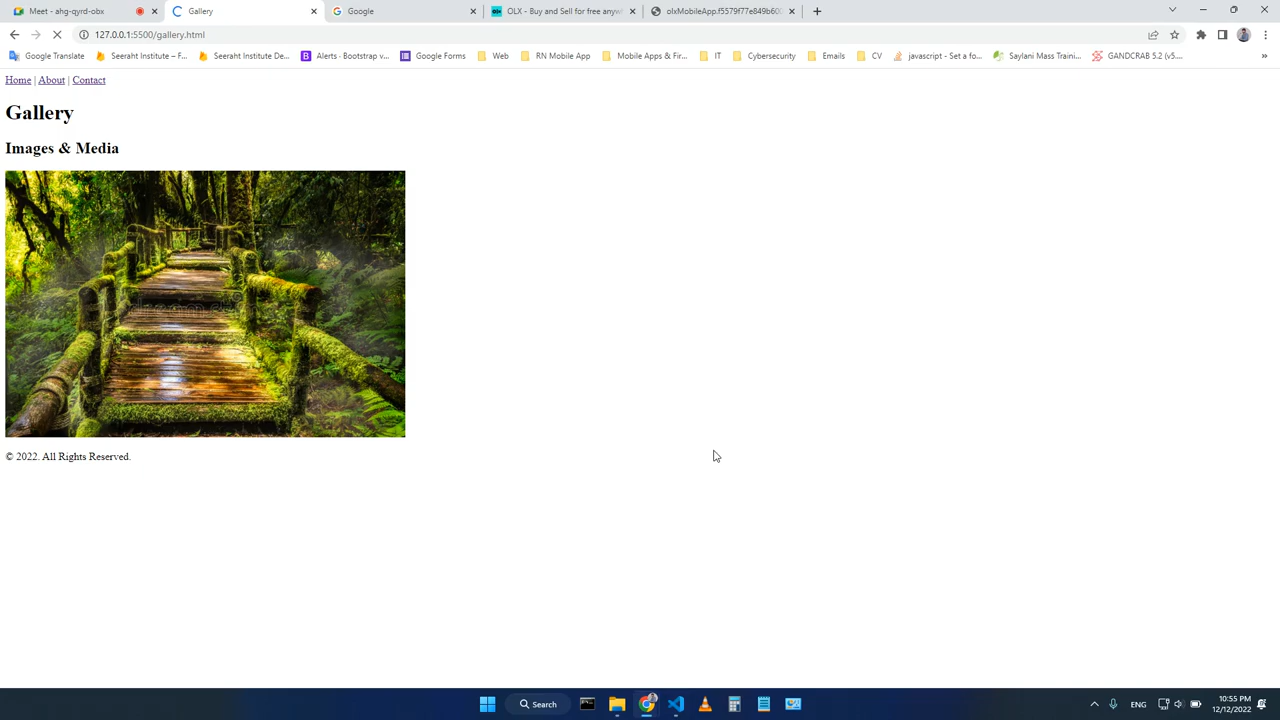 Meet - ahg-qyrd-obx
Gallery
Google
OLX - Buy and Sell for free anyw
olxMobileApp.f5579f77e849b600
127.0.0.1:5500/gallery.html
Google Translate
Seeraht Institute – F...
Seeraht Institute De...
Alerts · Bootstrap v...
Google Forms
Web
RN Mobile App
Mobile Apps & Fir...
IT
Cybersecurity
Emails
CV
javascript - Set a fo...
Saylani Mass Traini...
GANDCRAB 5.2 (v5....
»
Home | About | Contact
Gallery
Images & Media
© 2022. All Rights Reserved.
Search
ENG
10:55 PM
12/12/2022